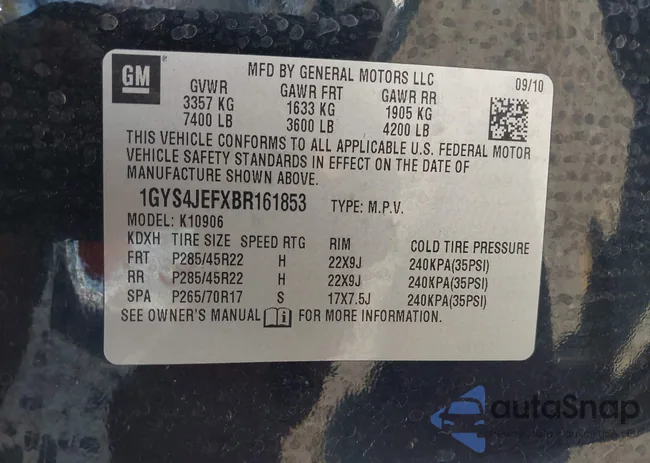 GM
MFD BY GENERAL MOTORS LLC
GVWR GAWR FRT GAWR RR 09/10
3357 KG 1633 KG 1905 KG
7400 LB 3600 LB 4200 LB
THIS VEHICLE CONFORMS TO ALL APPLICABLE U.S. FEDERAL MOTOR
VEHICLE SAFETY STANDARDS IN EFFECT ON THE DATE OF
MANUFACTURE SHOWN ABOVE.
1GYS4JEFXBR161853 TYPE: M.P.V.
MODEL: K10906
KDXH TIRE SIZE SPEED RTG RIM COLD TIRE PRESSURE
FRT P285/45R22 H 22X9J 240KPA(35PSI)
RR P285/45R22 H 22X9J 240KPA(35PSI)
SPA P265/70R17 S 17X7.5J 240KPA(35PSI)
SEE OWNER'S MANUAL FOR MORE INFORMATION.
autoSnap